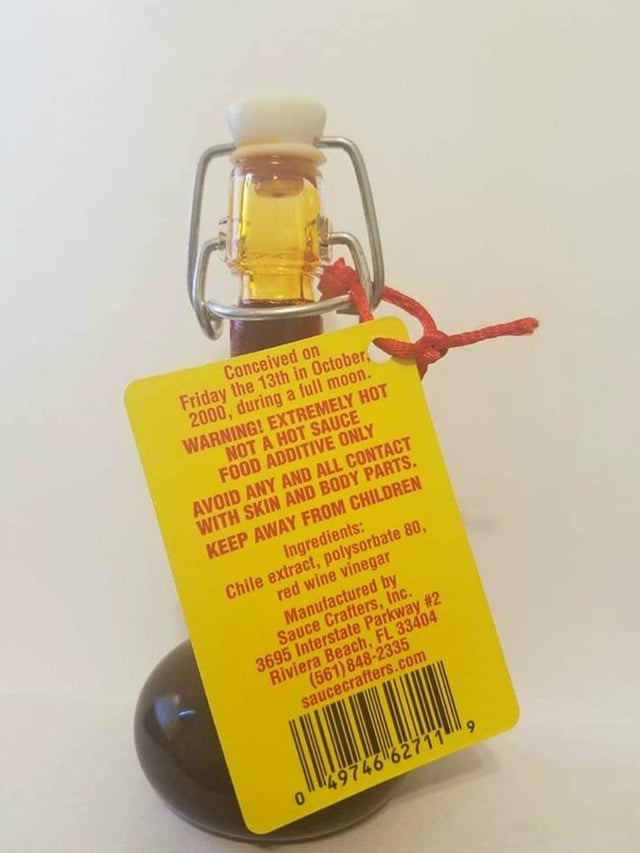 Conceived on
Friday the 13th in October,
2000, during a full moon.
WARNING! EXTREMELY HOT
NOT A HOT SAUCE
FOOD ADDITIVE ONLY
AVOID ANY AND ALL CONTACT
WITH SKIN AND BODY PARTS.
KEEP AWAY FROM CHILDREN
Ingredients:
Chile extract, polysorbate 80,
red wine vinegar
Manufactured by
Sauce Crafters, Inc.
3695 Interstate Parkway #2
Riviera Beach, FL 33404
(561)848-2335
saucecrafters.com
0 49746 62711 9